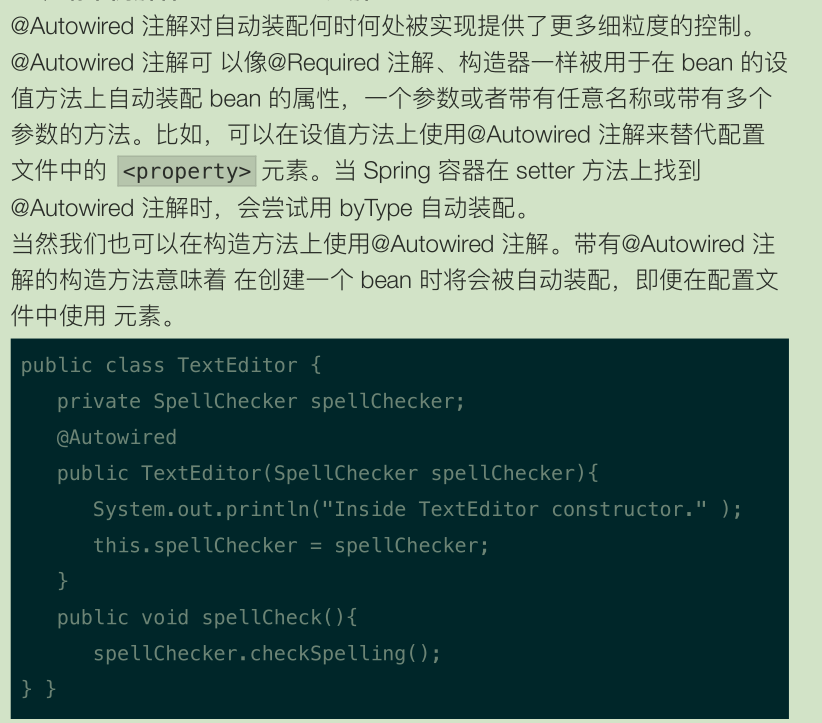 @Autowired 注解对自动装配何时何处被实现提供了更多细粒度的控制。
@Autowired 注解可 以像@Required 注解、构造器一样被用于在 bean 的设
值方法上自动装配 bean 的属性，一个参数或者带有任意名称或带有多个
参数的方法。比如，可以在设值方法上使用@Autowired 注解来替代配置
文件中的 <property> 元素。当 Spring 容器在 setter 方法上找到
@Autowired 注解时，会尝试用 byType 自动装配。
当然我们也可以在构造方法上使用@Autowired 注解。带有@Autowired 注
解的构造方法意味着 在创建一个 bean 时将会被自动装配，即便在配置文
件中使用 元素。
public class TextEditor {
   private SpellChecker spellChecker;
   @Autowired
   public TextEditor(SpellChecker spellChecker){
      System.out.println("Inside TextEditor constructor." );
      this.spellChecker = spellChecker;
   }
   public void spellCheck(){
      spellChecker.checkSpelling();
} }